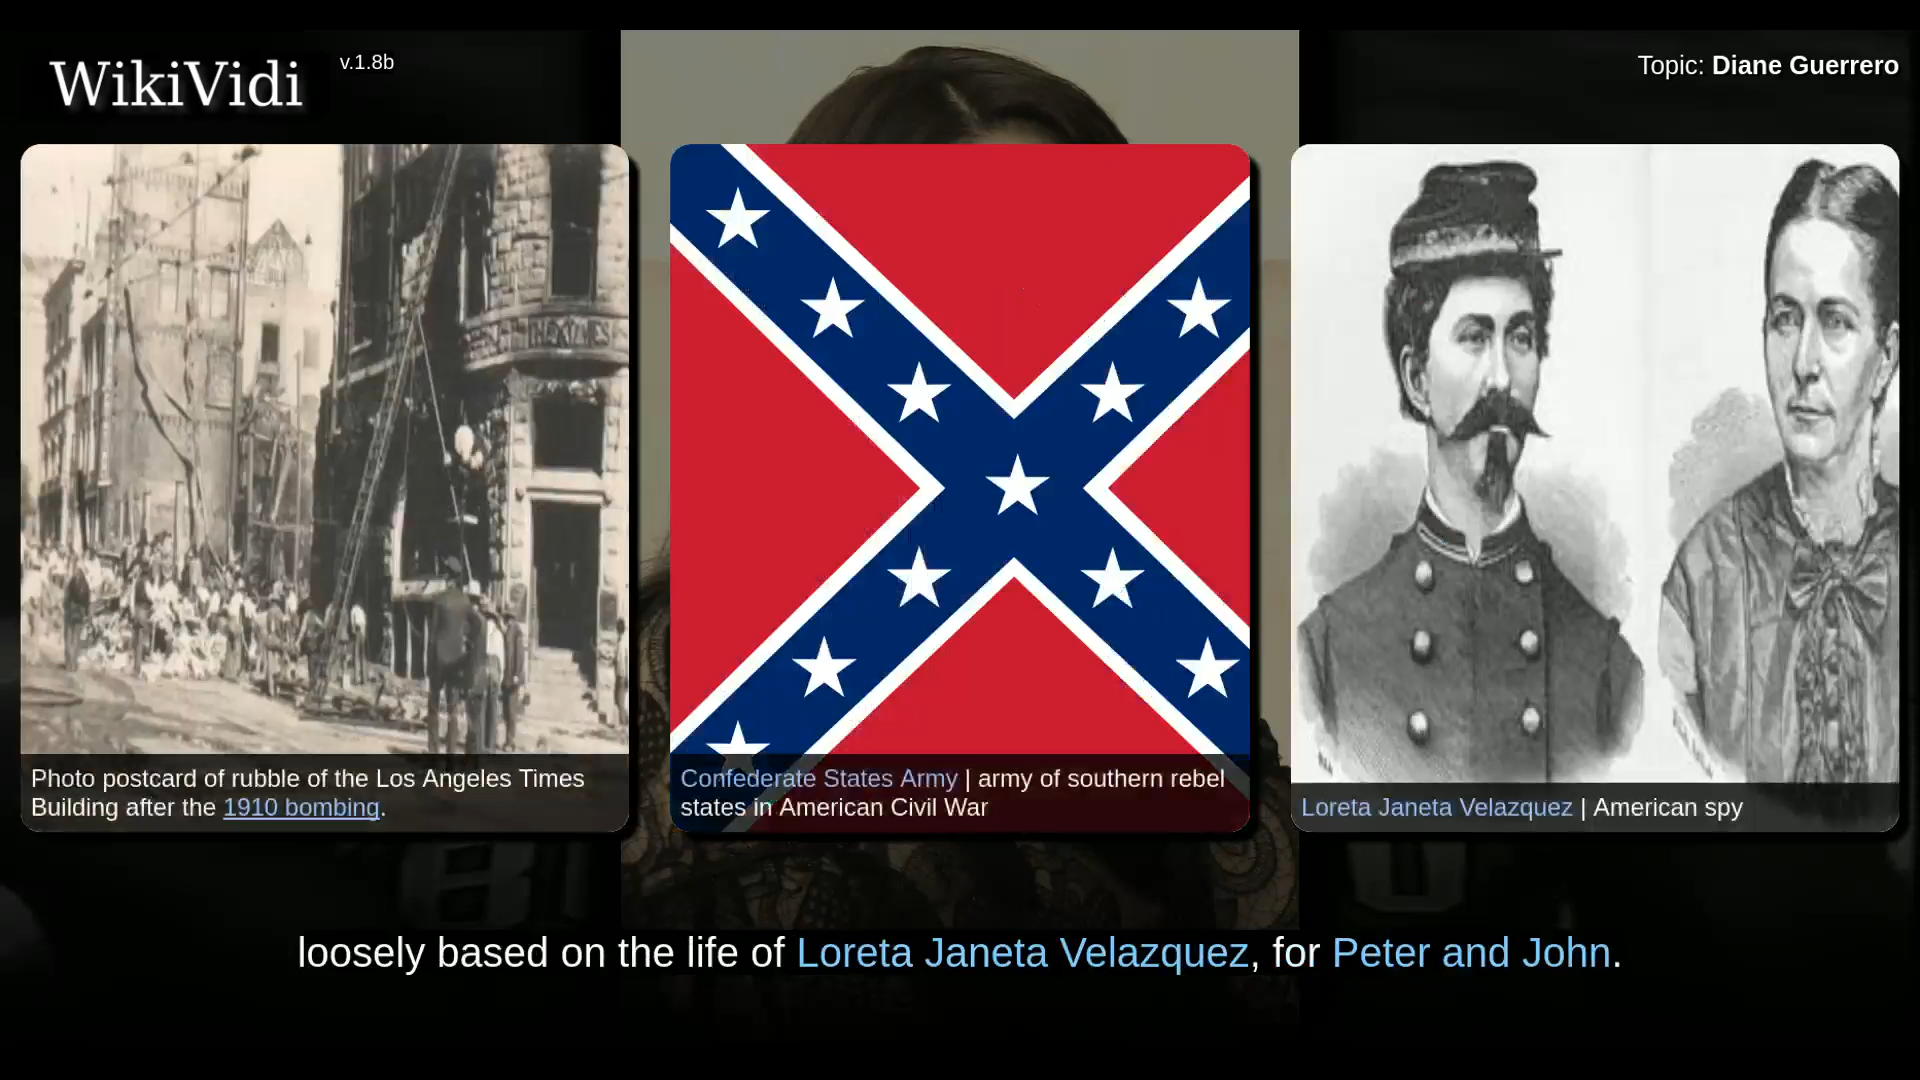 WikiVidi
v.1.8b
Topic: Diane Guerrero
Photo postcard of rubble of the Los Angeles Times
Building after the 1910 bombing.
Confederate States Army | army of southern rebel
states in American Civil War
Loreta Janeta Velazquez | American spy
loosely based on the life of Loreta Janeta Velazquez, for Peter and John.